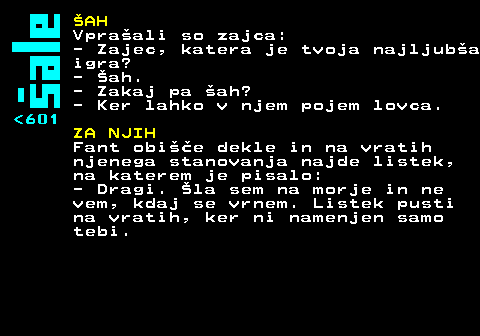 šale
<601
ŠAH
Vprašali so zajca:
- Zajec, katera je tvoja najljubša
igra?
- Šah.
- Zakaj pa šah?
- Ker lahko v njem pojem lovca.
ZA NJIH
Fant obišče dekle in na vratih
njenega stanovanja najde listek,
na katerem je pisalo:
- Dragi. Šla sem na morje in ne
vem, kdaj se vrnem. Listek pusti
na vratih, ker ni namenjen samo
tebi.